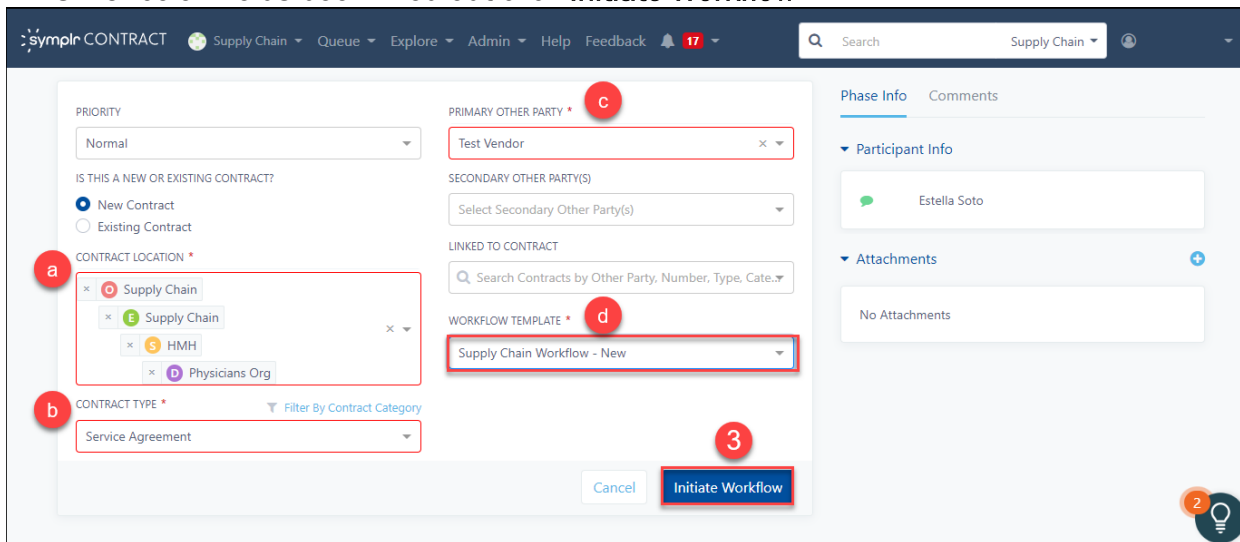 Initiate Workflow
symplr CONTRACT Supply Chain Queue Explore Admin Help Feedback 17 Search Supply Chain
PRIORITY
Normal
IS THIS A NEW OR EXISTING CONTRACT?
New Contract
Existing Contract
a
CONTRACT LOCATION *
× O Supply Chain
× E Supply Chain
× S HMH
× D Physicians Org
×
b
CONTRACT TYPE * Filter By Contract Category
Service Agreement
PRIMARY OTHER PARTY * c
Test Vendor ×
SECONDARY OTHER PARTY(S)
Select Secondary Other Party(s)
LINKED TO CONTRACT
Search Contracts by Other Party, Number, Type, Cate..
WORKFLOW TEMPLATE * d
Supply Chain Workflow - New
3
Cancel Initiate Workflow
Phase Info Comments
Participant Info
Estella Soto
Attachments
No Attachments
2